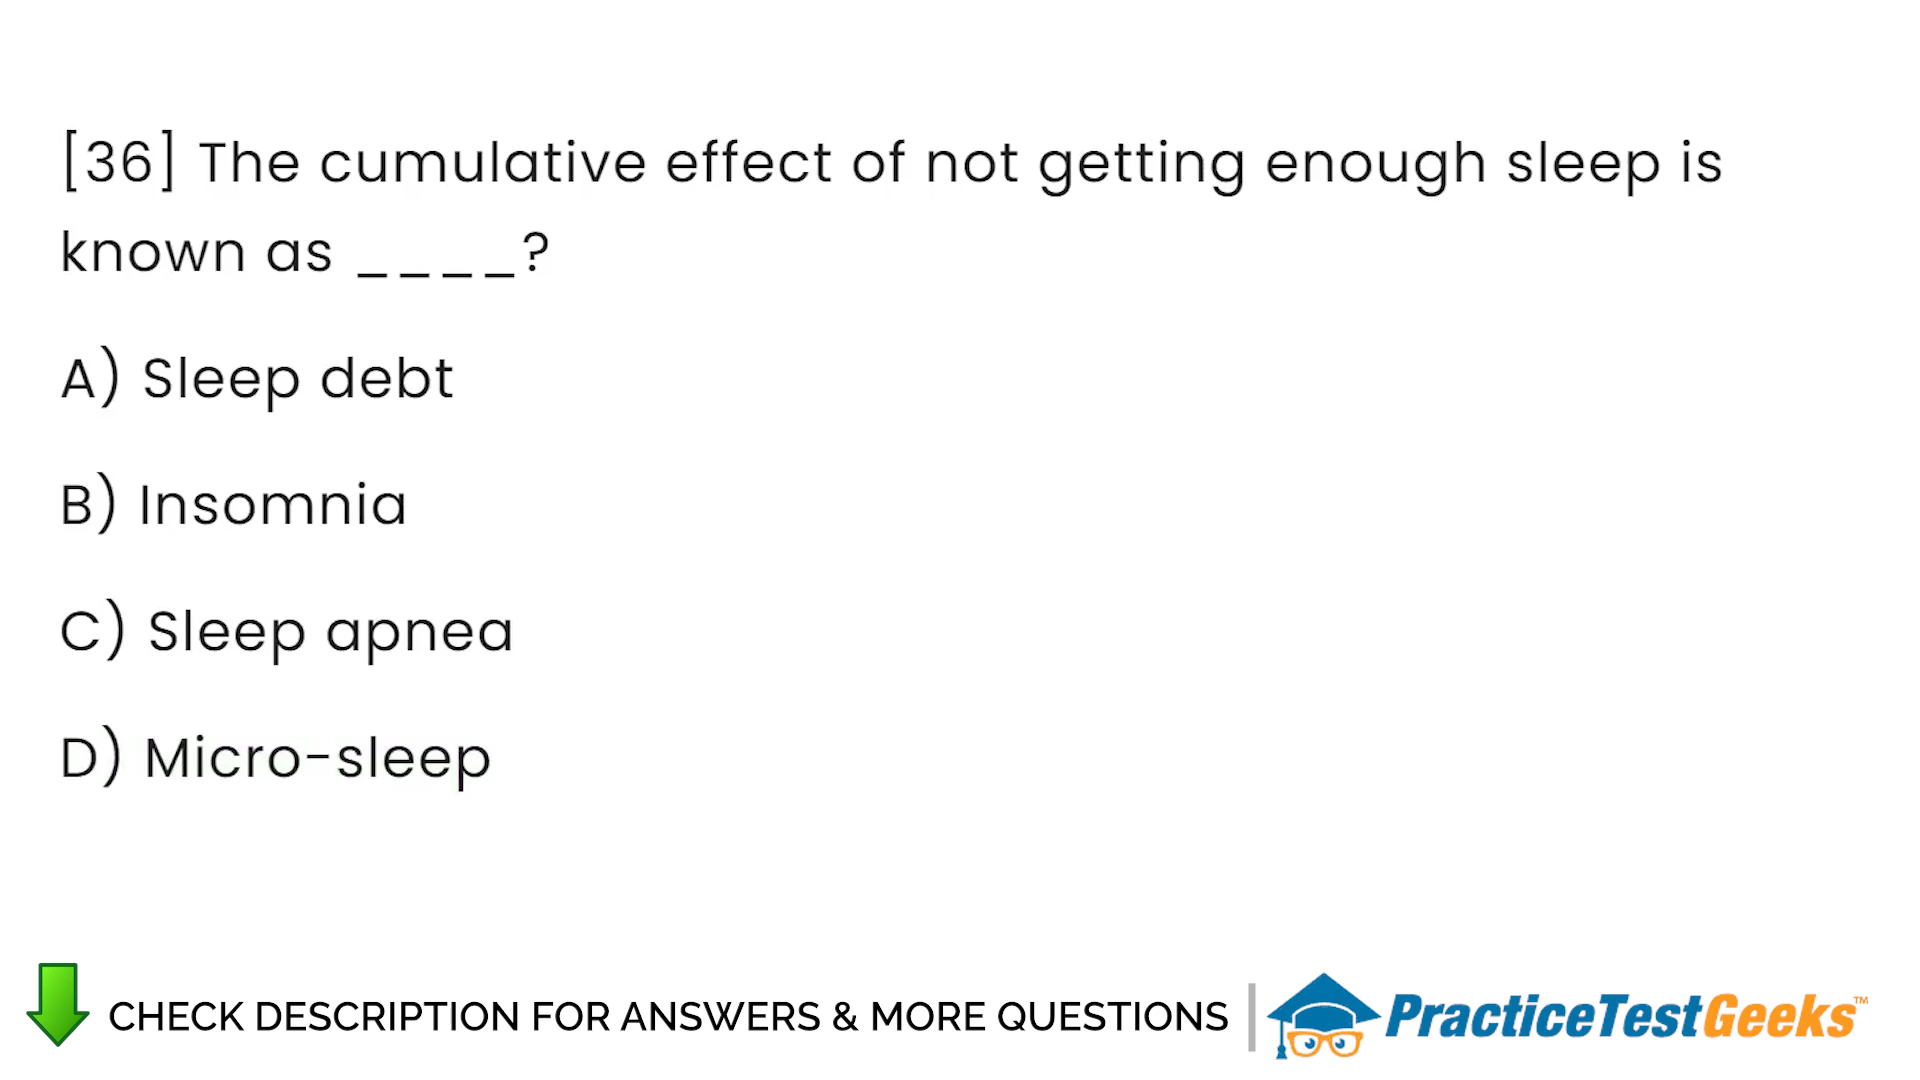 [36] The cumulative effect of not getting enough sleep is
known as ____?
A) Sleep debt
B) Insomnia
C) Sleep apnea
D) Micro-sleep
CHECK DESCRIPTION FOR ANSWERS & MORE QUESTIONS
PracticeTestGeeks™